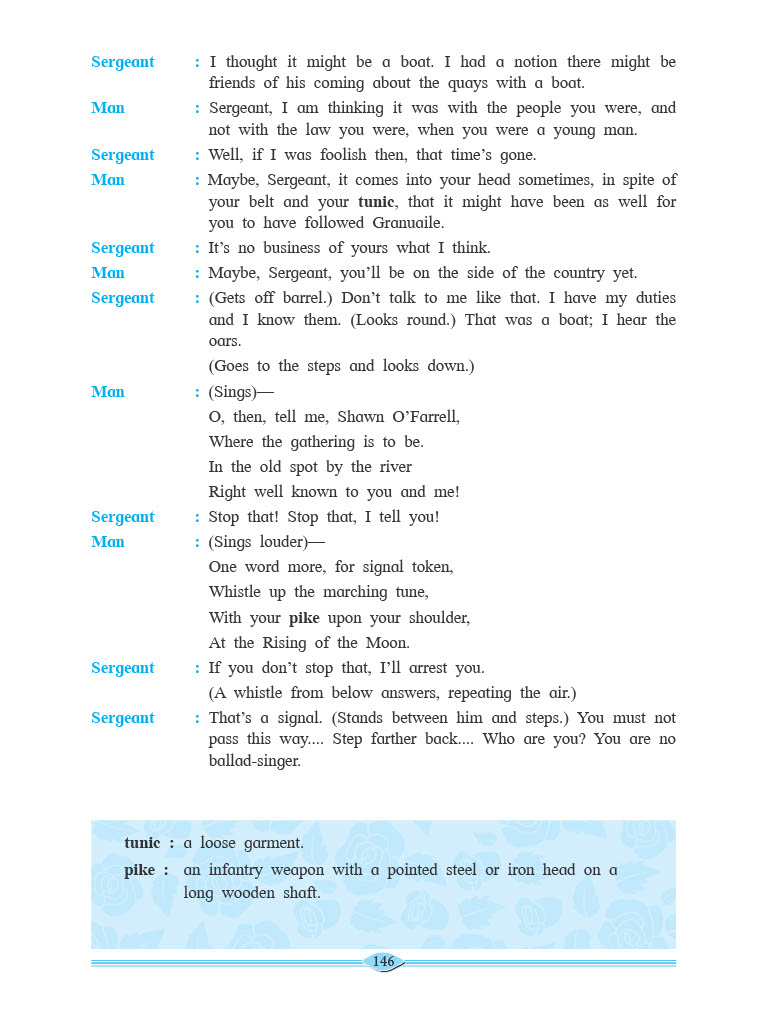 Sergeant : I thought it might be a boat. I had a notion there might be
friends of his coming about the quays with a boat.
Man : Sergeant, I am thinking it was with the people you were, and
not with the law you were, when you were a young man.
Sergeant : Well, if I was foolish then, that time’s gone.
Man : Maybe, Sergeant, it comes into your head sometimes, in spite of
your belt and your tunic, that it might have been as well for
you to have followed Granuaile.
Sergeant : It’s no business of yours what I think.
Man : Maybe, Sergeant, you’ll be on the side of the country yet.
Sergeant : (Gets off barrel.) Don’t talk to me like that. I have my duties
and I know them. (Looks round.) That was a boat; I hear the
oars.
(Goes to the steps and looks down.)
Man : (Sings)—
O, then, tell me, Shawn O’Farrell,
Where the gathering is to be.
In the old spot by the river
Right well known to you and me!
Sergeant : Stop that! Stop that, I tell you!
Man : (Sings louder)—
One word more, for signal token,
Whistle up the marching tune,
With your pike upon your shoulder,
At the Rising of the Moon.
Sergeant : If you don’t stop that, I’ll arrest you.
(A whistle from below answers, repeating the air.)
Sergeant : That’s a signal. (Stands between him and steps.) You must not
pass this way.... Step farther back.... Who are you? You are no
ballad-singer.
tunic : a loose garment.
pike : an infantry weapon with a pointed steel or iron head on a
long wooden shaft.
146